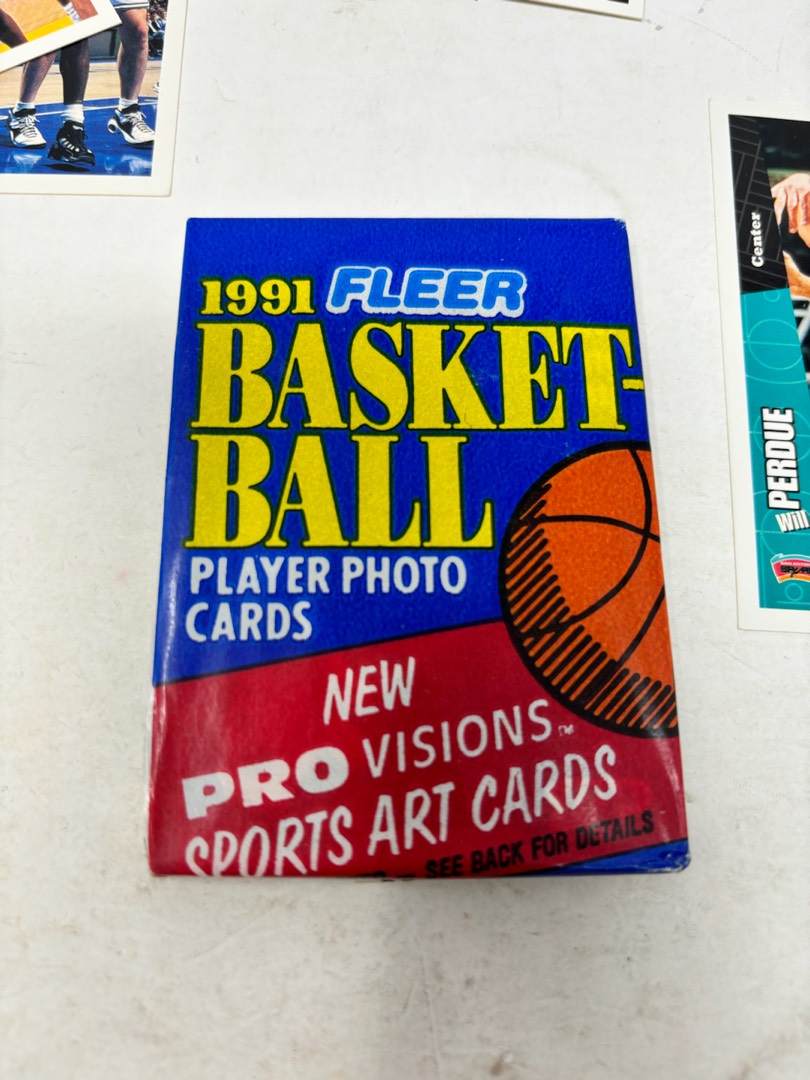 1991 FLEER
BASKET-
BALL
PLAYER PHOTO
CARDS
NEW
PRO VISIONS™
SPORTS ART CARDS
SEE BACK FOR DETAILS
Center
Will PERDUE